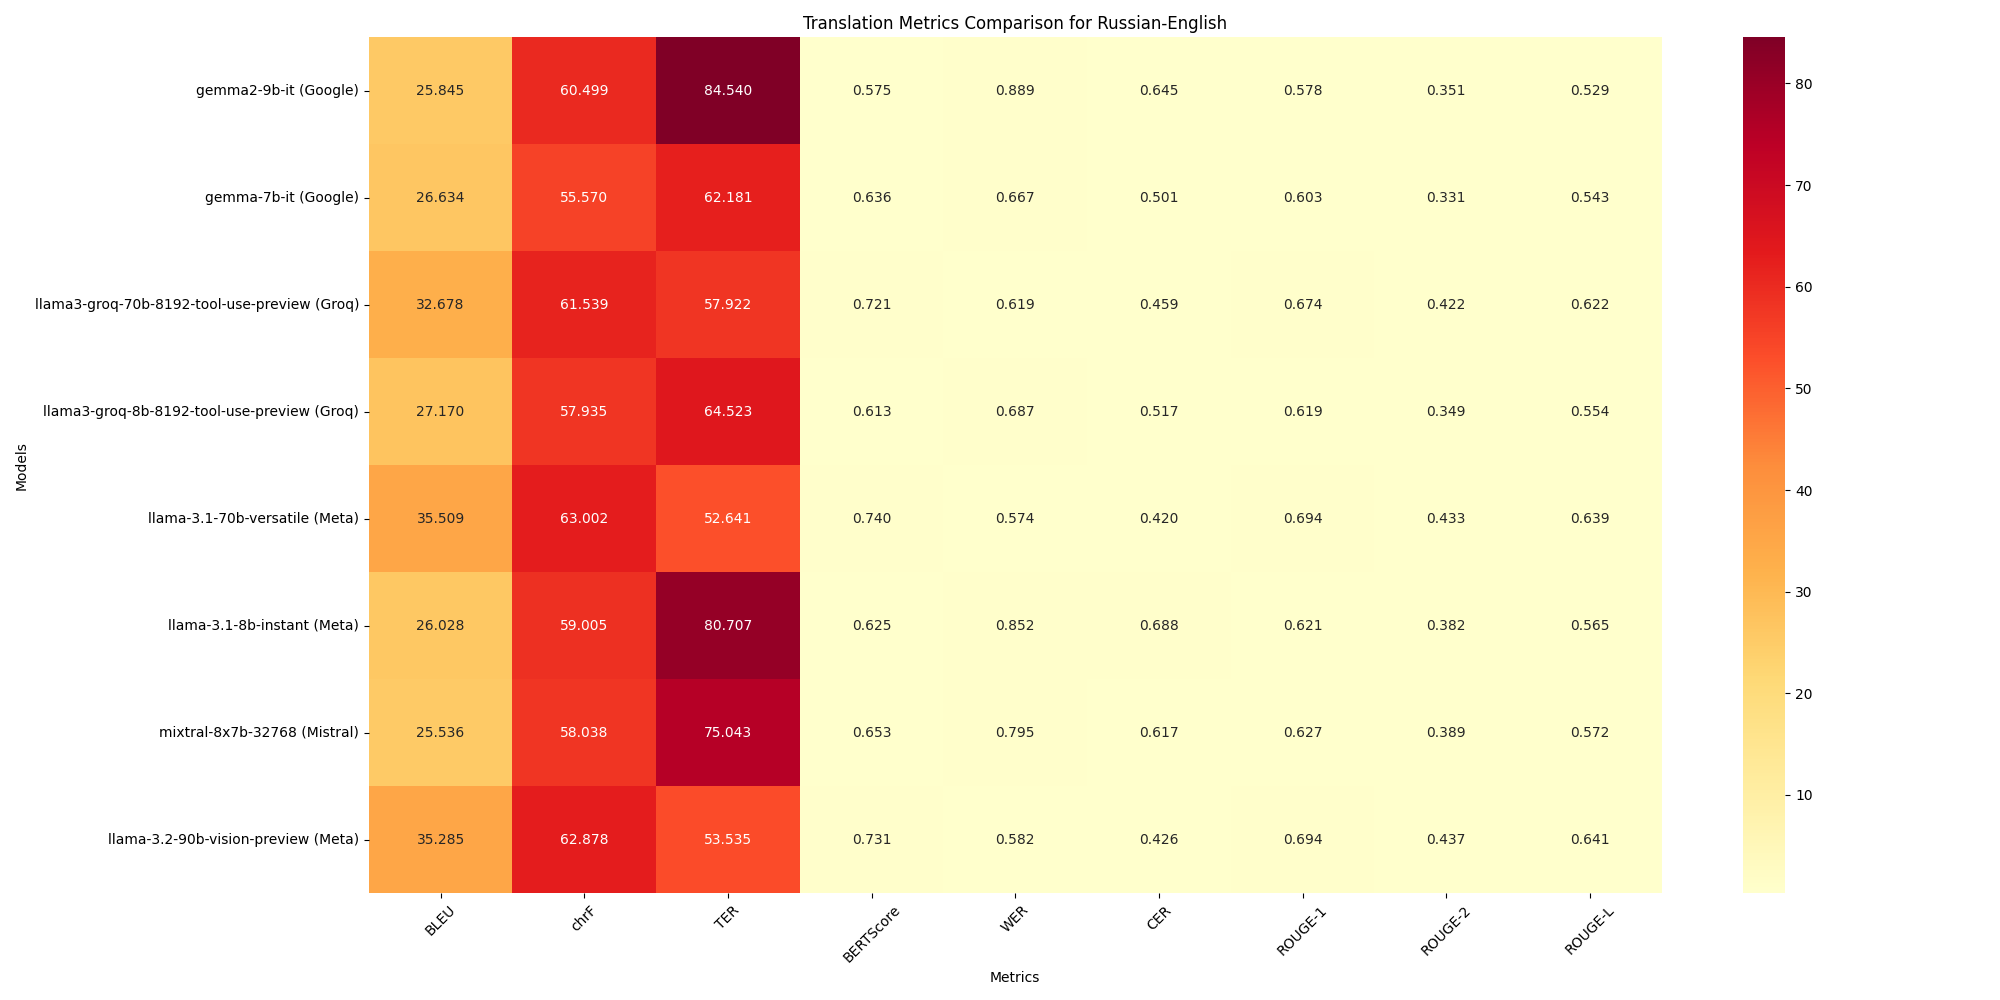 Translation Metrics Comparison for Russian-English
Models
gemma2-9b-it (Google) 25.845 60.499 84.540 0.575 0.889 0.645 0.578 0.351 0.529
gemma-7b-it (Google) 26.634 55.570 62.181 0.636 0.667 0.501 0.603 0.331 0.543
llama3-groq-70b-8192-tool-use-preview (Groq) 32.678 61.539 57.922 0.721 0.619 0.459 0.674 0.422 0.622
llama3-groq-8b-8192-tool-use-preview (Groq) 27.170 57.935 64.523 0.613 0.687 0.517 0.619 0.349 0.554
llama-3.1-70b-versatile (Meta) 35.509 63.002 52.641 0.740 0.574 0.420 0.694 0.433 0.639
llama-3.1-8b-instant (Meta) 26.028 59.005 80.707 0.625 0.852 0.688 0.621 0.382 0.565
mixtral-8x7b-32768 (Mistral) 25.536 58.038 75.043 0.653 0.795 0.617 0.627 0.389 0.572
llama-3.2-90b-vision-preview (Meta) 35.285 62.878 53.535 0.731 0.582 0.426 0.694 0.437 0.641
BLEU chrF TER BERTScore WER CER ROUGE-1 ROUGE-2 ROUGE-L
Metrics
80
70
60
50
40
30
20
10